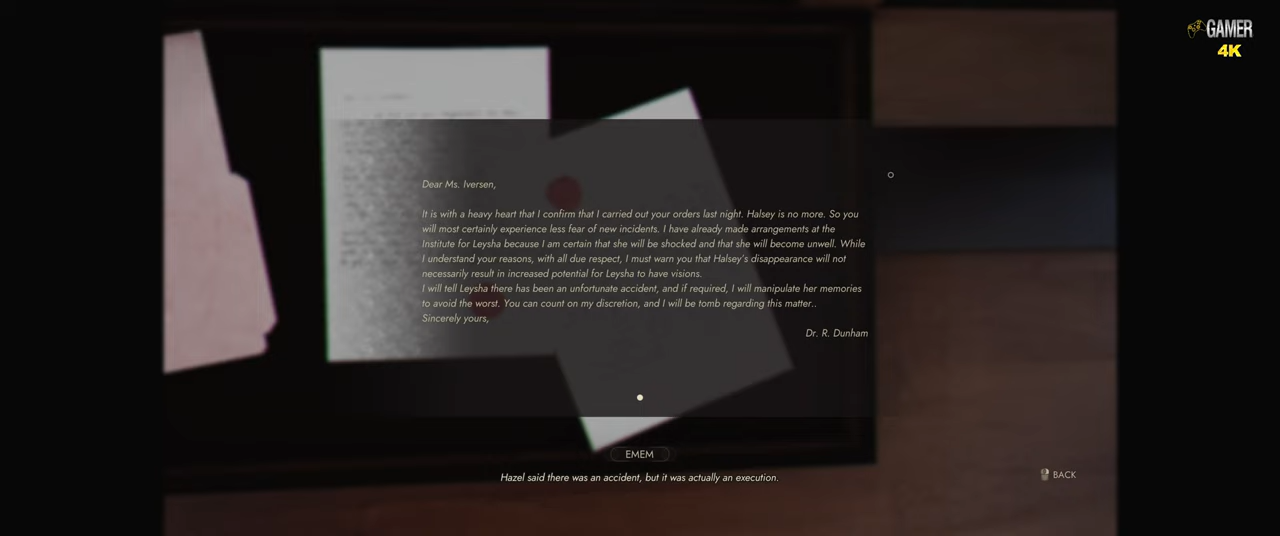 GAMER
4K
Dear Ms. Iversen,
It is with a heavy heart that I confirm that I carried out your orders last night. Halsey is no more. So you
will most certainly experience less fear of new incidents. I have already made arrangements at the
Institute for Leysha because I am certain that she will be shocked and that she will become unwell. While
I understand your reasons, with all due respect, I must warn you that Halsey's disappearance will not
necessarily result in increased potential for Leysha to have visions.
I will tell Leysha there has been an unfortunate accident, and if required, I will manipulate her memories
to avoid the worst. You can count on my discretion, and I will be tomb regarding this matter..
Sincerely yours,
Dr. R. Dunham
EMEM
Hazel said there was an accident, but it was actually an execution.
BACK